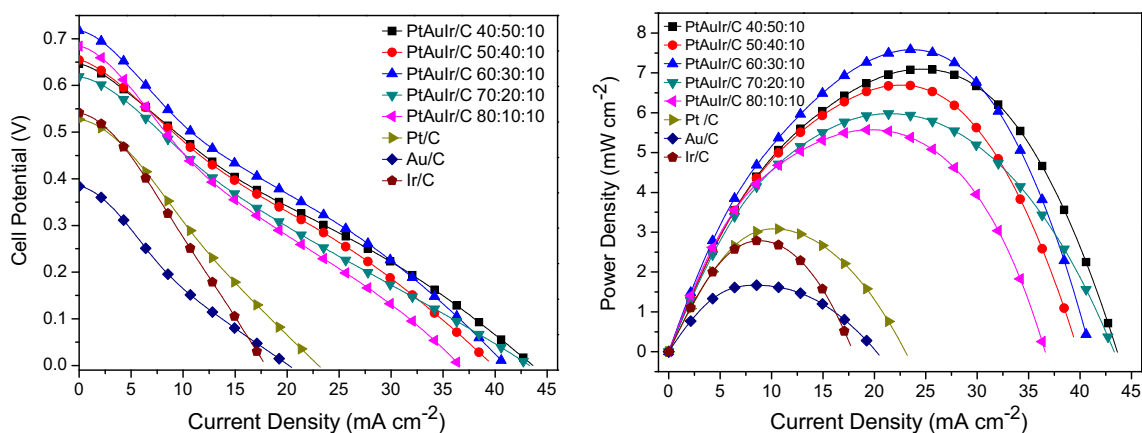 PtAuIr/C 40:50:10
PtAuIr/C 50:40:10
PtAuIr/C 60:30:10
PtAuIr/C 70:20:10
PtAuIr/C 80:10:10
Pt/C
Au/C
Ir/C
Cell Potential (V)
0.7
0.6
0.5
0.4
0.3
0.2
0.1
0.0
0 5 10 15 20 25 30 35 40 45
Current Density (mA cm⁻²)
PtAuIr/C 40:50:10
PtAuIr/C 50:40:10
PtAuIr/C 60:30:10
PtAuIr/C 70:20:10
PtAuIr/C 80:10:10
Pt /C
Au/C
Ir/C
Power Density (mW cm⁻²)
8
7
6
5
4
3
2
1
0
0 5 10 15 20 25 30 35 40 45
Current Density (mA cm⁻²)